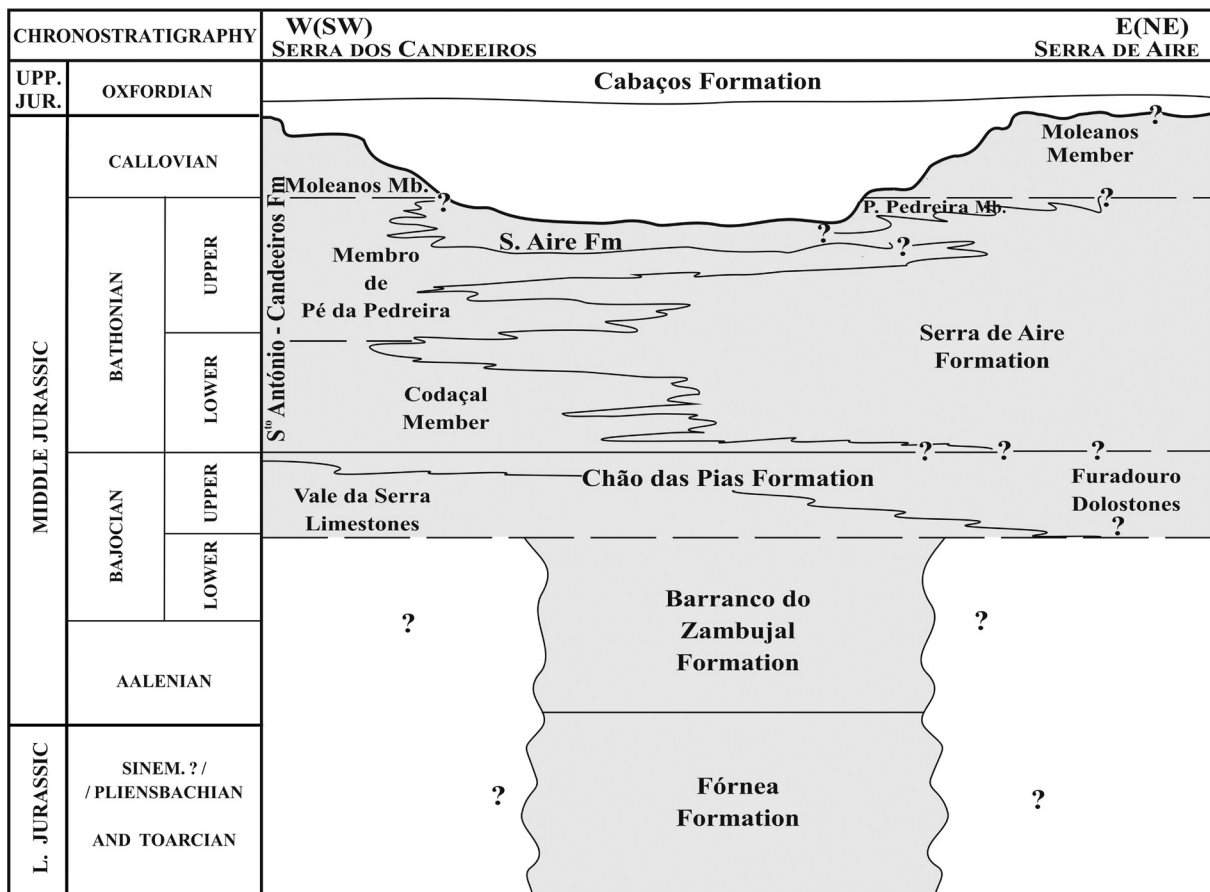 CHRONOSTRATIGRAPHY
W(SW)
SERRA DOS CANDEEIROS
E(NE)
SERRA DE AIRE
UPP.
JUR.
OXFORDIAN
Cabaços Formation
MIDDLE JURASSIC
CALLOVIAN
?
Moleanos
Member
Moleanos Mb.
?
P. Pedreira Mb.
?
Sto António - Candeeiros Fm
BATHONIAN
UPPER
S. Aire Fm
?
?
Membro
de
Pé da Pedreira
Serra de Aire
Formation
LOWER
Codaçal
Member
?
?
?
BAJOCIAN
UPPER
Chão das Pias Formation
Vale da Serra
Limestones
Furadouro
Dolostones
?
LOWER
?
Barranco do
Zambujal
Formation
?
AALENIAN
L. JURASSIC
SINEM. ? /
/ PLIENSBACHIAN
AND TOARCIAN
?
Fórnea
Formation
?